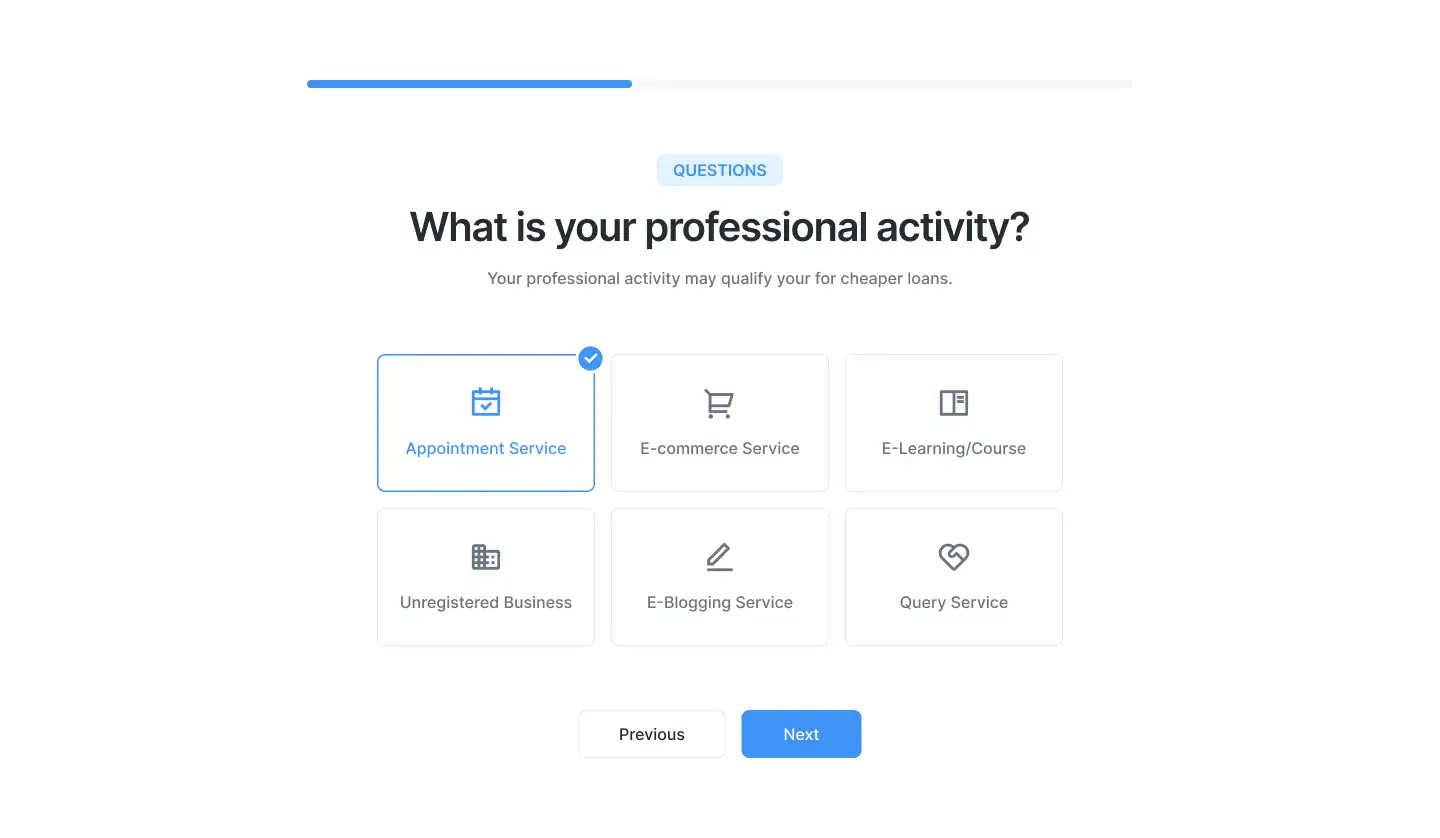 QUESTIONS
What is your professional activity?
Your professional activity may qualify your for cheaper loans.
Appointment Service
E-commerce Service
E-Learning/Course
Unregistered Business
E-Blogging Service
Query Service
Previous
Next